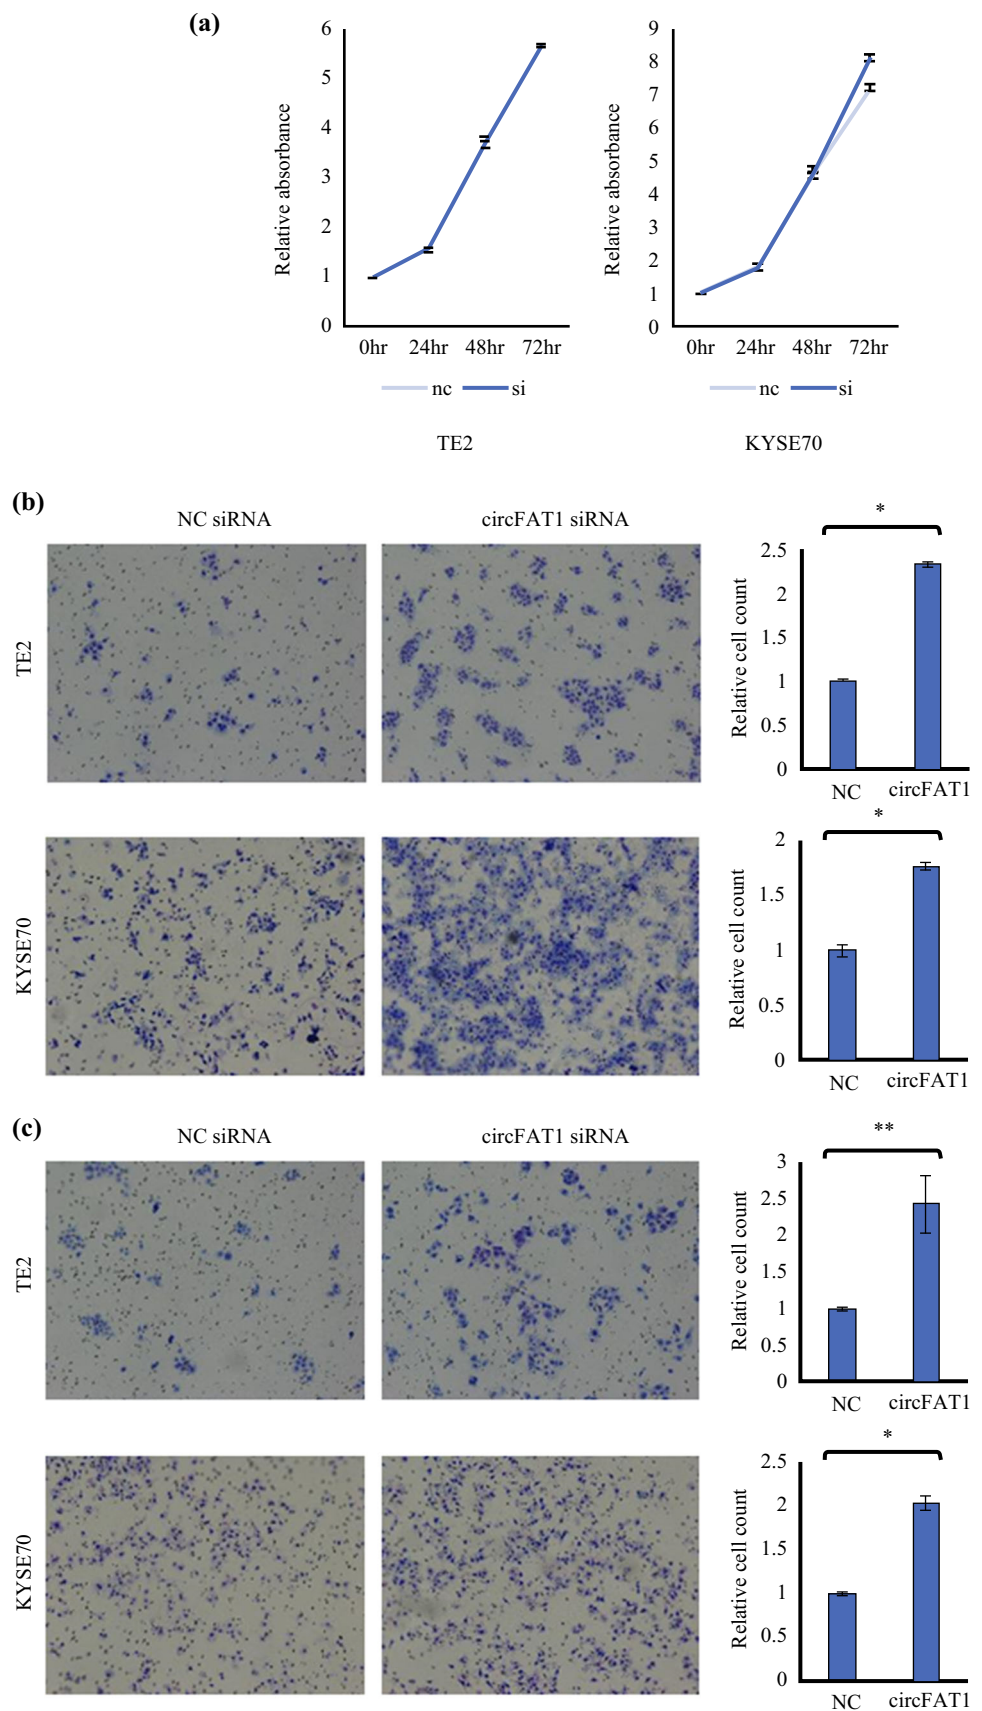 (a)
6
5
4
3
2
1
0
Relative absorbance
0hr 24hr 48hr 72hr
nc si
TE2
9
8
7
6
5
4
3
2
1
0
Relative absorbance
0hr 24hr 48hr 72hr
nc si
KYSE70
(b)
NC siRNA circFAT1 siRNA
TE2
*
2.5
2
1.5
1
0.5
0
Relative cell count
NC circFAT1
KYSE70
*
2
1.5
1
0.5
0
Relative cell count
NC circFAT1
(c)
NC siRNA circFAT1 siRNA
TE2
**
3
2.5
2
1.5
1
0.5
0
Relative cell count
NC circFAT1
KYSE70
*
2.5
2
1.5
1
0.5
0
Relative cell count
NC circFAT1